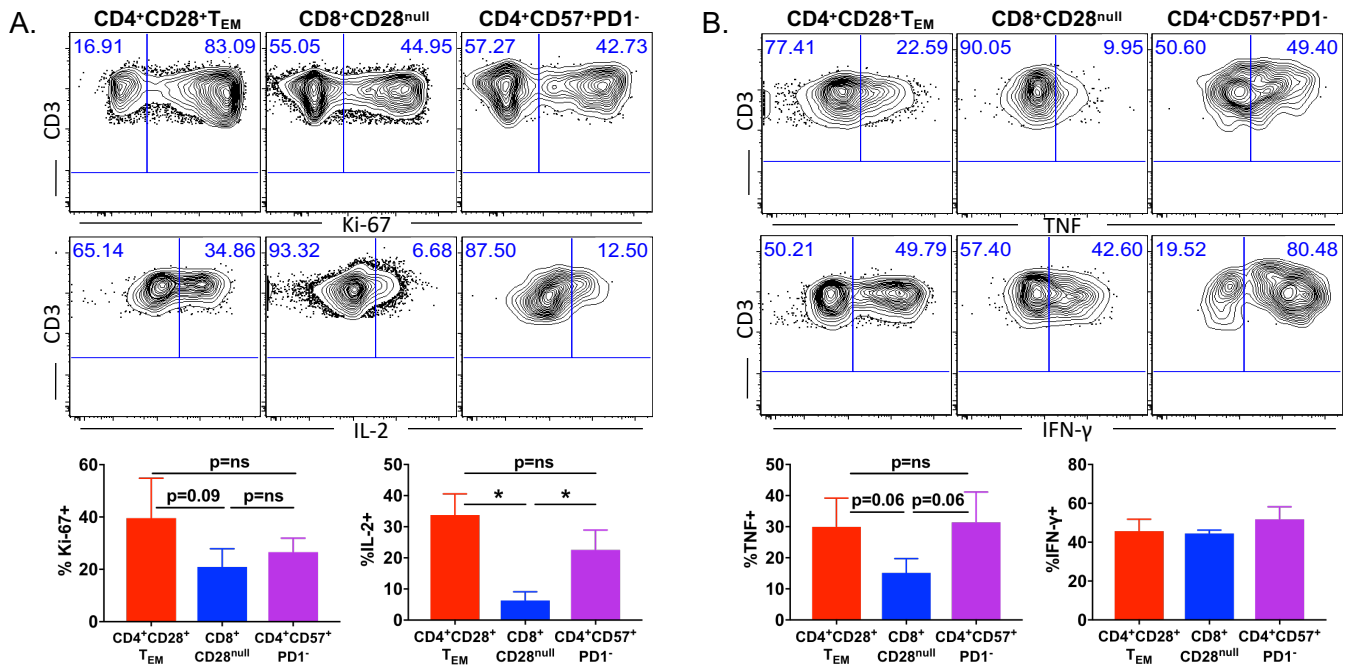 A.
CD4⁺CD28⁺T_EM CD8⁺CD28ⁿᵘˡˡ CD4⁺CD57⁺PD1⁻
16.91 83.09 55.05 44.95 57.27 42.73
CD3
Ki-67
65.14 34.86 93.32 6.68 87.50 12.50
CD3
IL-2
% Ki-67+
60
40
20
0
p=ns
p=0.09 p=ns
CD4⁺CD28⁺ CD8⁺ CD4⁺CD57⁺
T_EM CD28ⁿᵘˡˡ PD1⁻
%IL-2+
50
40
30
20
10
0
p=ns
* *
CD4⁺CD28⁺ CD8⁺ CD4⁺CD57⁺
T_EM CD28ⁿᵘˡˡ PD1⁻
B.
CD4⁺CD28⁺T_EM CD8⁺CD28ⁿᵘˡˡ CD4⁺CD57⁺PD1⁻
77.41 22.59 90.05 9.95 50.60 49.40
CD3
TNF
50.21 49.79 57.40 42.60 19.52 80.48
CD3
IFN-γ
%TNF+
50
40
30
20
10
0
p=ns
p=0.06 p=0.06
CD4⁺CD28⁺ CD8⁺ CD4⁺CD57⁺
T_EM CD28ⁿᵘˡˡ PD1⁻
%IFN-γ+
80
60
40
20
0
CD4⁺CD28⁺ CD8⁺ CD4⁺CD57⁺
T_EM CD28ⁿᵘˡˡ PD1⁻